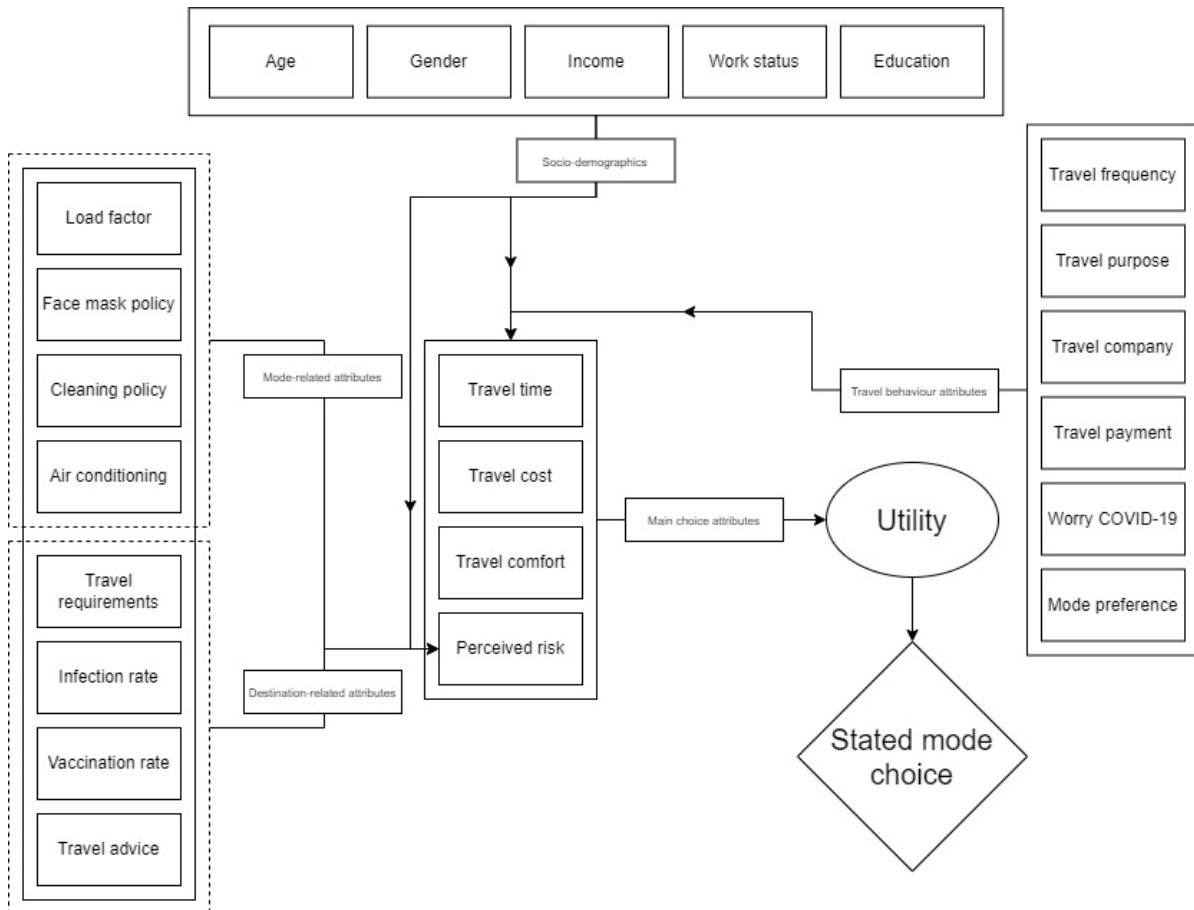 Age
Gender
Income
Work status
Education
Socio-demographics
Load factor
Face mask policy
Cleaning policy
Air conditioning
Mode-related attributes
Travel
requirements
Infection rate
Vaccination rate
Travel advice
Destination-related attributes
Travel time
Travel cost
Travel comfort
Perceived risk
Main choice attributes
Travel frequency
Travel purpose
Travel company
Travel payment
Worry COVID-19
Mode preference
Travel behaviour attributes
Utility
Stated mode
choice